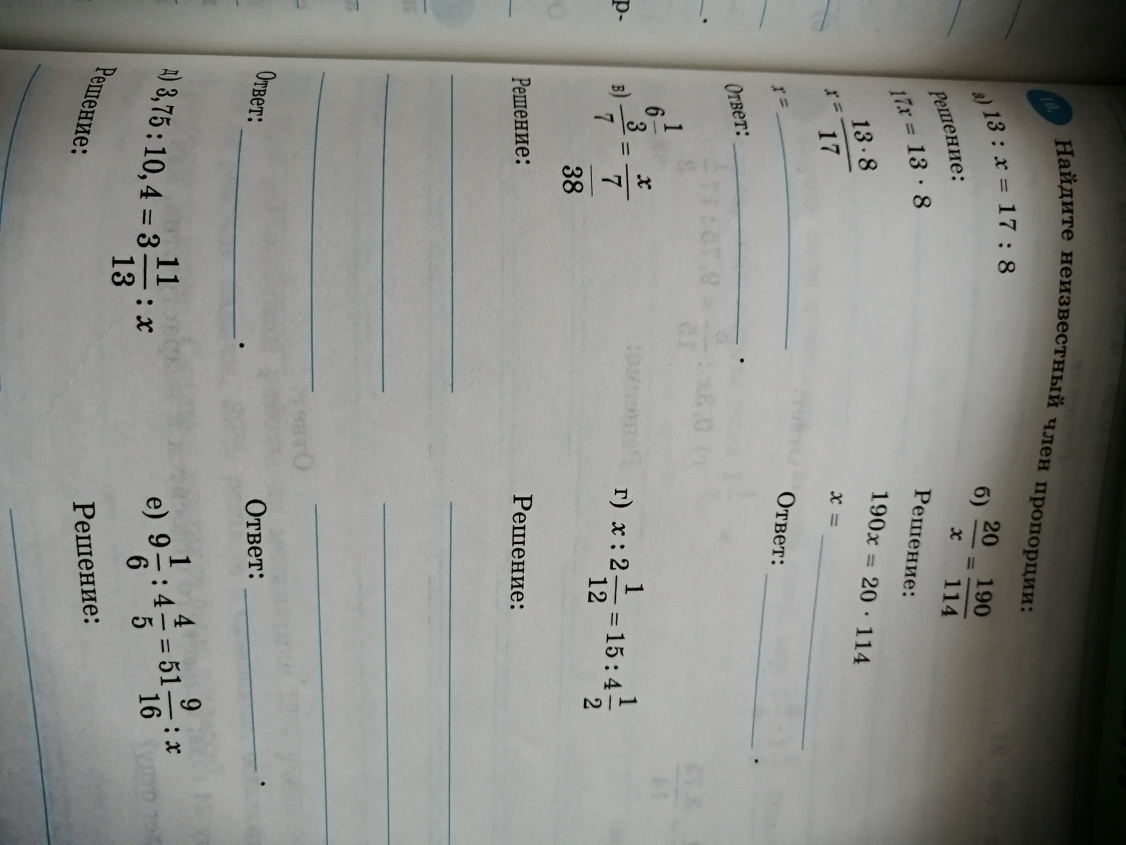 10. Найдите неизвестный член пропорции:
а) 13 : x = 17 : 8
Решение:
17x = 13 · 8
x = 13 · 8 / 17
x =
Ответ: .
б) 20/x = 190/114
Решение:
190x = 20 · 114
x =
Ответ: .
в) 6 1/3 / 7 = x / 7/38
Решение:
Ответ: .
г) x : 2 1/12 = 15 : 4 1/2
Решение:
Ответ: .
д) 3,75 : 10,4 = 3 11/13 : x
Решение:
е) 9 1/6 : 4 4/5 = 51 9/16 : x
Решение: